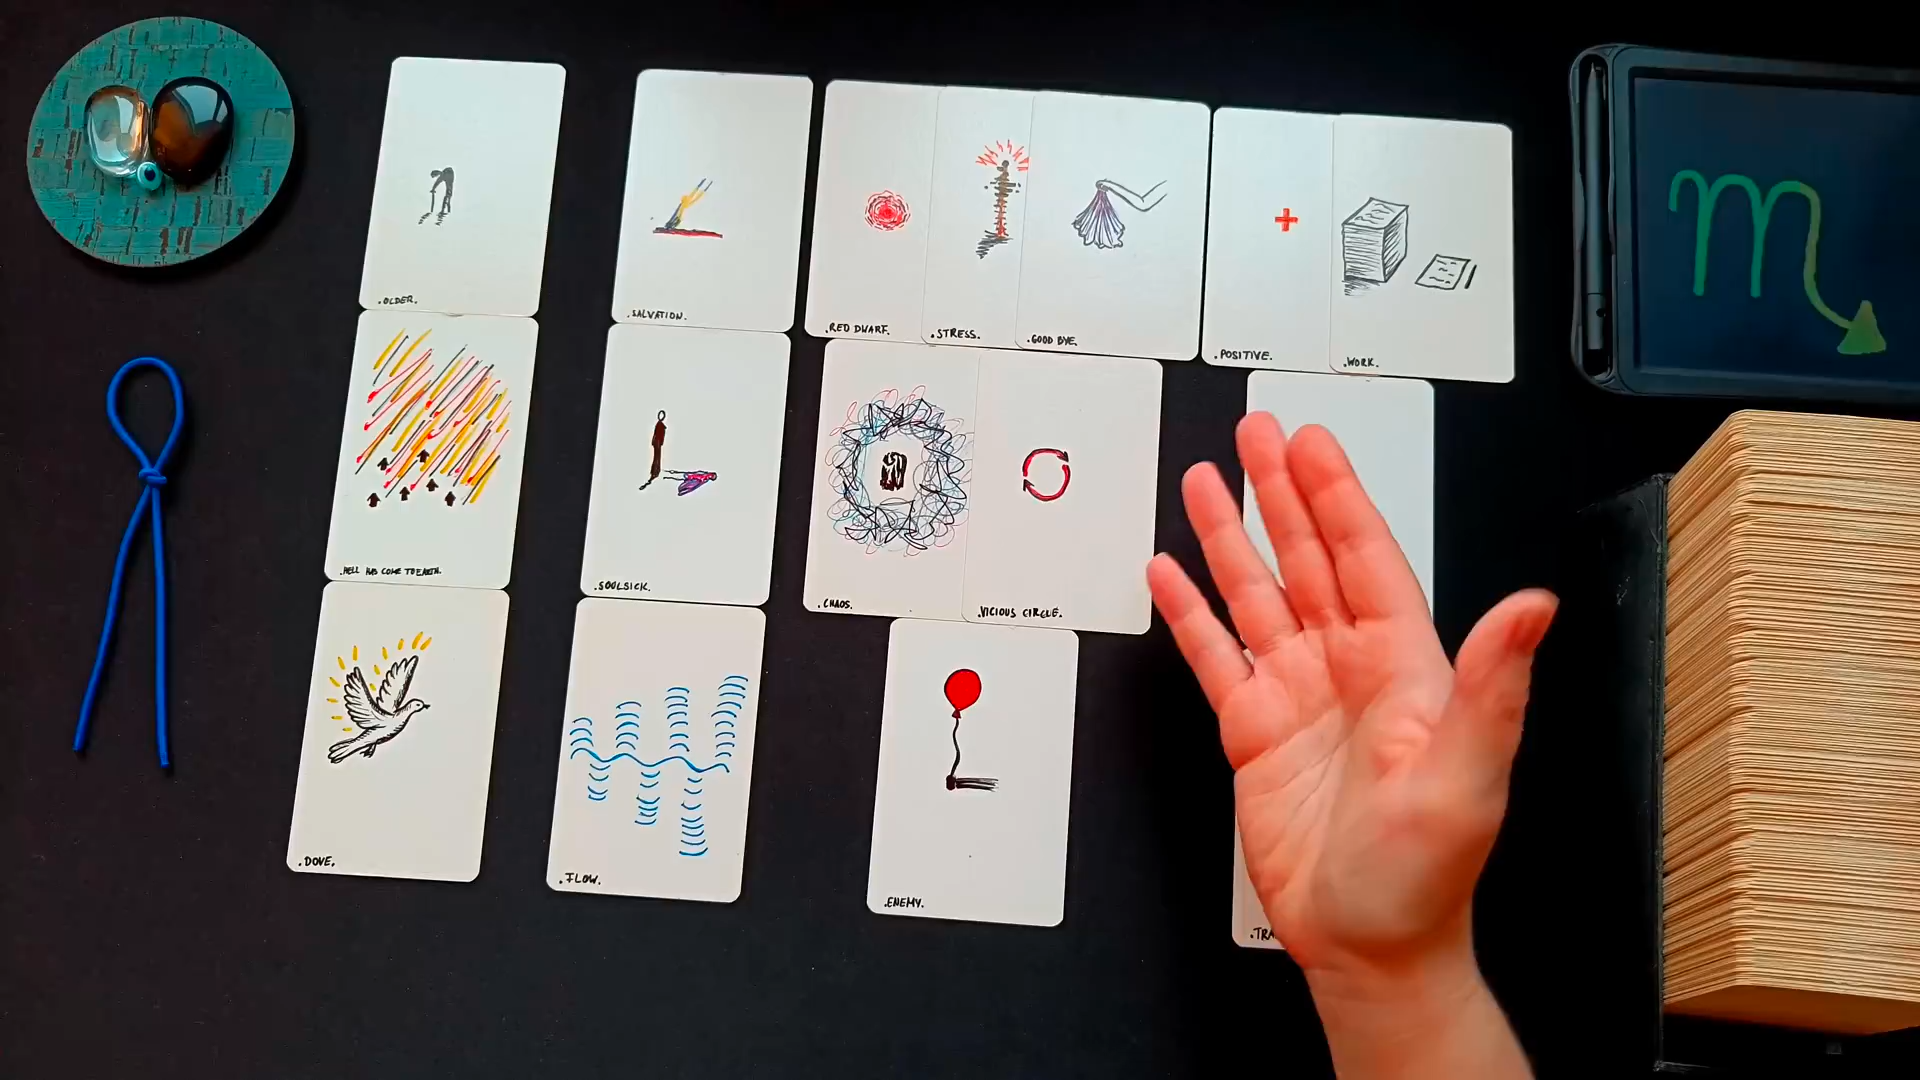 .OLDER.
.SALVATION.
.RED DWARF.
.STRESS.
.GOOD BYE.
.POSITIVE.
.WORK.
.HELL HAS COME TO EARTH.
.SOULSICK.
.CHAOS.
.VICIOUS CIRCLE.
.DOVE.
.FLOW.
.ENEMY.
.TRA